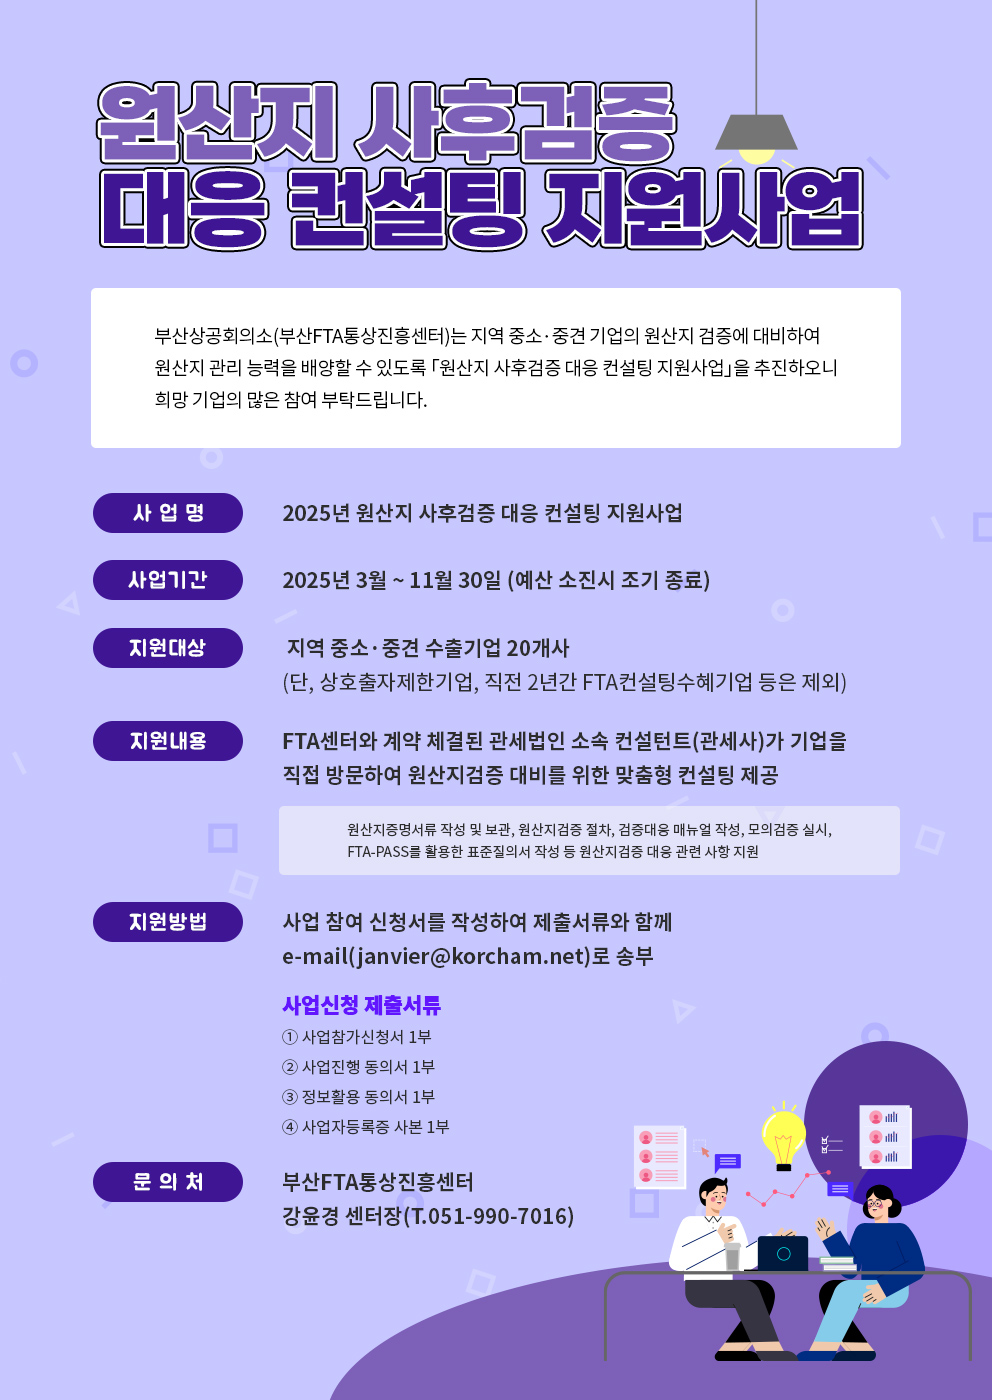 원산지 사후검증
대응 컨설팅 지원사업
부산상공회의소(부산FTA통상진흥센터)는 지역 중소·중견 기업의 원산지 검증에 대비하여
원산지 관리 능력을 배양할 수 있도록 「원산지 사후검증 대응 컨설팅 지원사업」을 추진하오니
희망 기업의 많은 참여 부탁드립니다.
사 업 명
2025년 원산지 사후검증 대응 컨설팅 지원사업
사업기간
2025년 3월 ~ 11월 30일 (예산 소진시 조기 종료)
지원대상
지역 중소·중견 수출기업 20개사
(단, 상호출자제한기업, 직전 2년간 FTA컨설팅수혜기업 등은 제외)
지원내용
FTA센터와 계약 체결된 관세법인 소속 컨설턴트(관세사)가 기업을
직접 방문하여 원산지검증 대비를 위한 맞춤형 컨설팅 제공
원산지증명서류 작성 및 보관, 원산지검증 절차, 검증대응 매뉴얼 작성, 모의검증 실시,
FTA-PASS를 활용한 표준질의서 작성 등 원산지검증 대응 관련 사항 지원
지원방법
사업 참여 신청서를 작성하여 제출서류와 함께
e-mail(janvier@korcham.net)로 송부
사업신청 제출서류
① 사업참가신청서 1부
② 사업진행 동의서 1부
③ 정보활용 동의서 1부
④ 사업자등록증 사본 1부
문 의 처
부산FTA통상진흥센터
강윤경 센터장(T.051-990-7016)